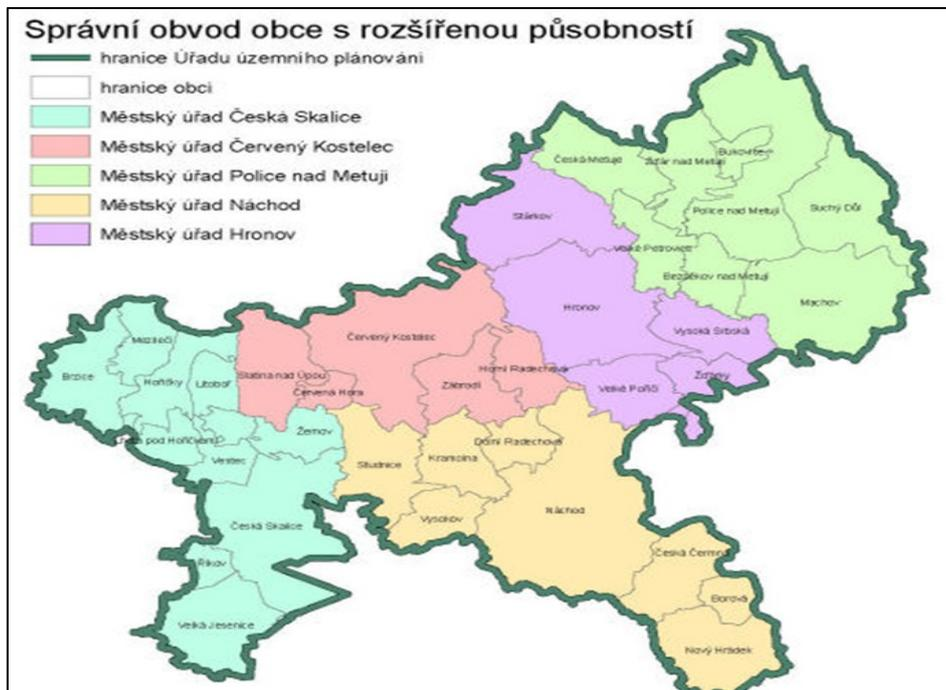 Správní obvod obce s rozšířenou působností
hranice Úřadu územního plánování
hranice obcí
Městský úřad Česká Skalice
Městský úřad Červený Kostelec
Městský úřad Police nad Metují
Městský úřad Náchod
Městský úřad Hronov
Česká Metuje
Žďár nad Metují
Bukovice
Stárkov
Police nad Metují
Suchý Důl
Velké Petrovice
Bezděkov nad Metují
Machov
Hronov
Vysoká Srbská
Červený Kostelec
Mezilečí
Brzice
Hořičky
Litoboř
Slatina nad Úpou
Červená Hora
Zábrodí
Horní Radechová
Velké Poříčí
Žďárky
Žernov
Lhota pod Hořičkami
Vestec
Studnice
Kramolna
Dolní Radechová
Náchod
Vysokov
Česká Skalice
Česká Čermná
Říkov
Borová
Velká Jesenice
Nový Hrádek